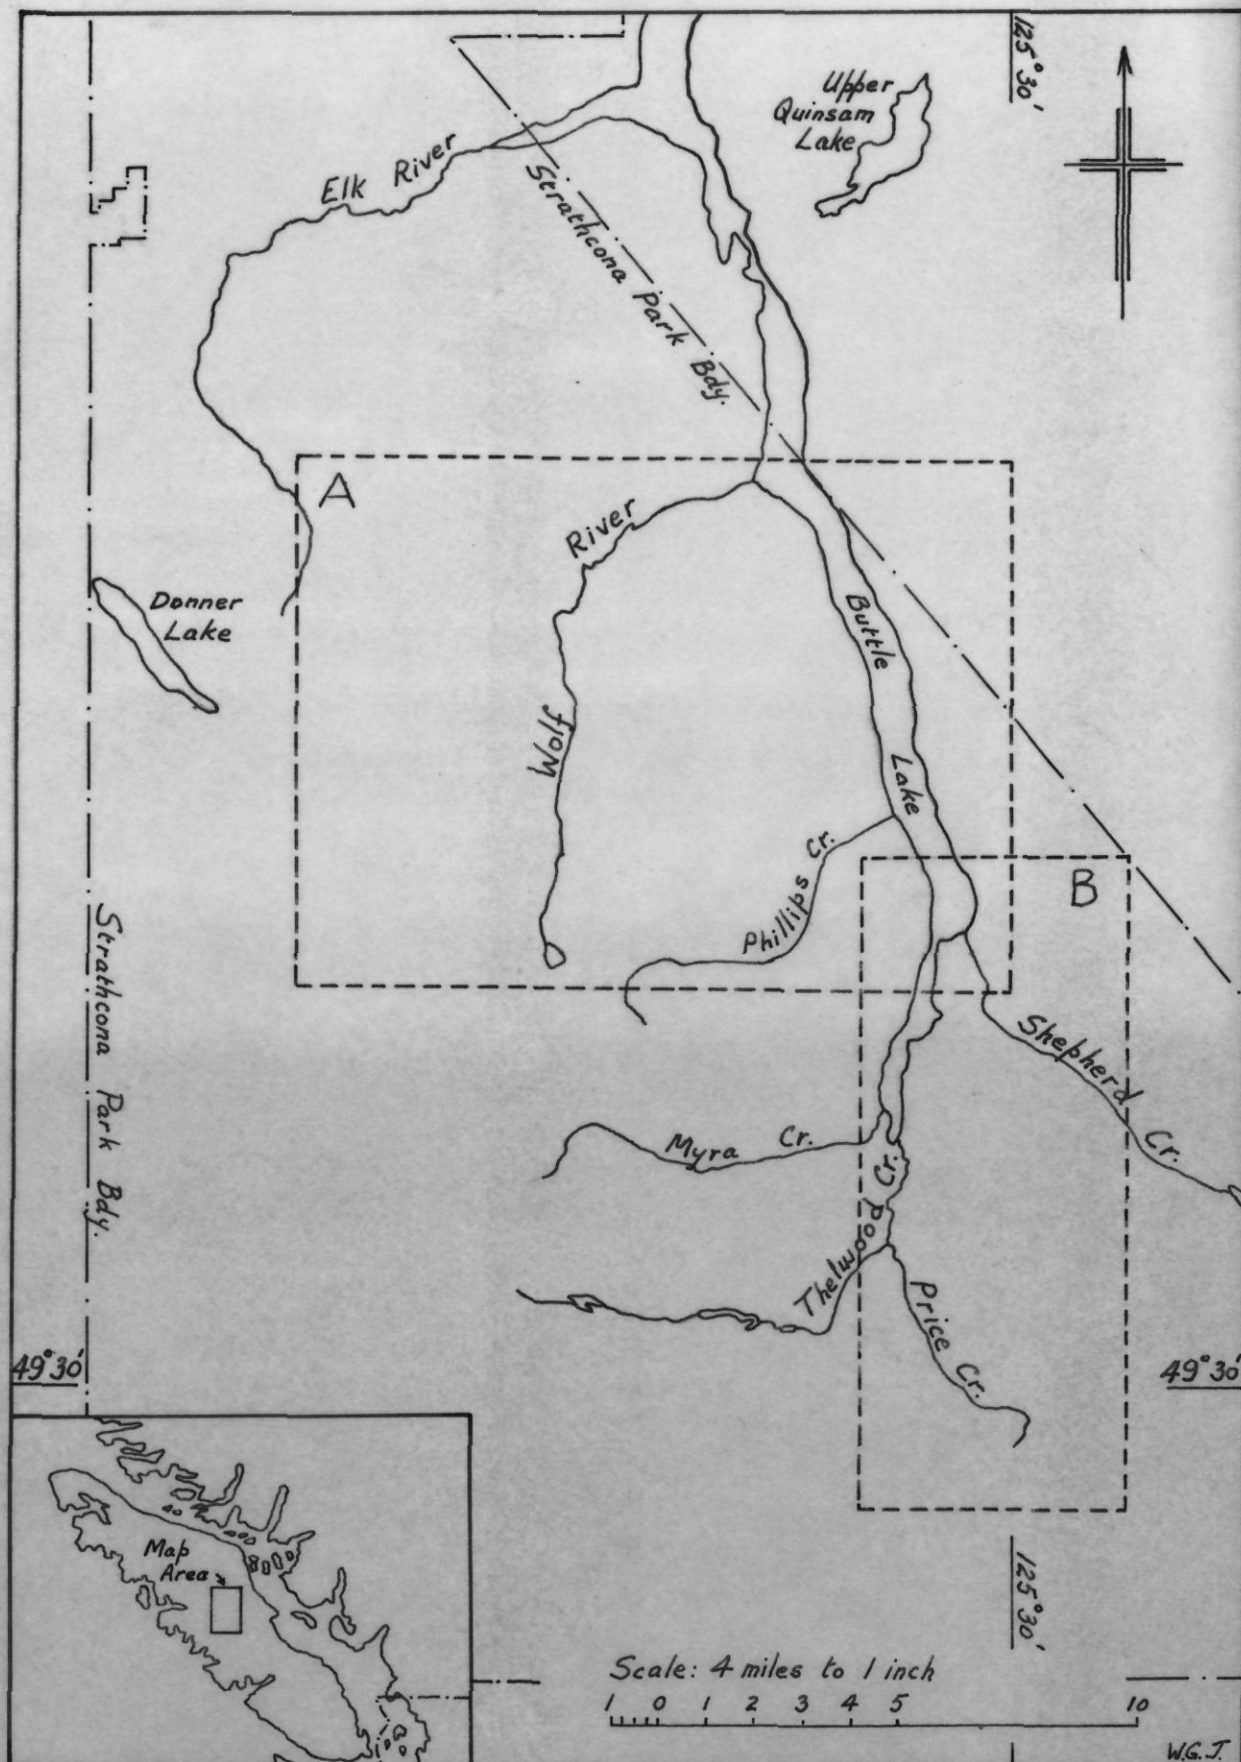 125°30'
Upper
Quinsam
Lake
Elk River
Strathcona Park Bdy.
A
River
Donner
Lake
Buttle
Wolf
Lake
Phillips Cr.
B
Strathcona Park Bdy.
Shepherd Cr.
Myra Cr.
Thelwood Cr.
Price Cr.
49°30'
49°30'
Map
Area
125°30'
Scale: 4 miles to 1 inch
1 0 1 2 3 4 5 10
W.G.J.